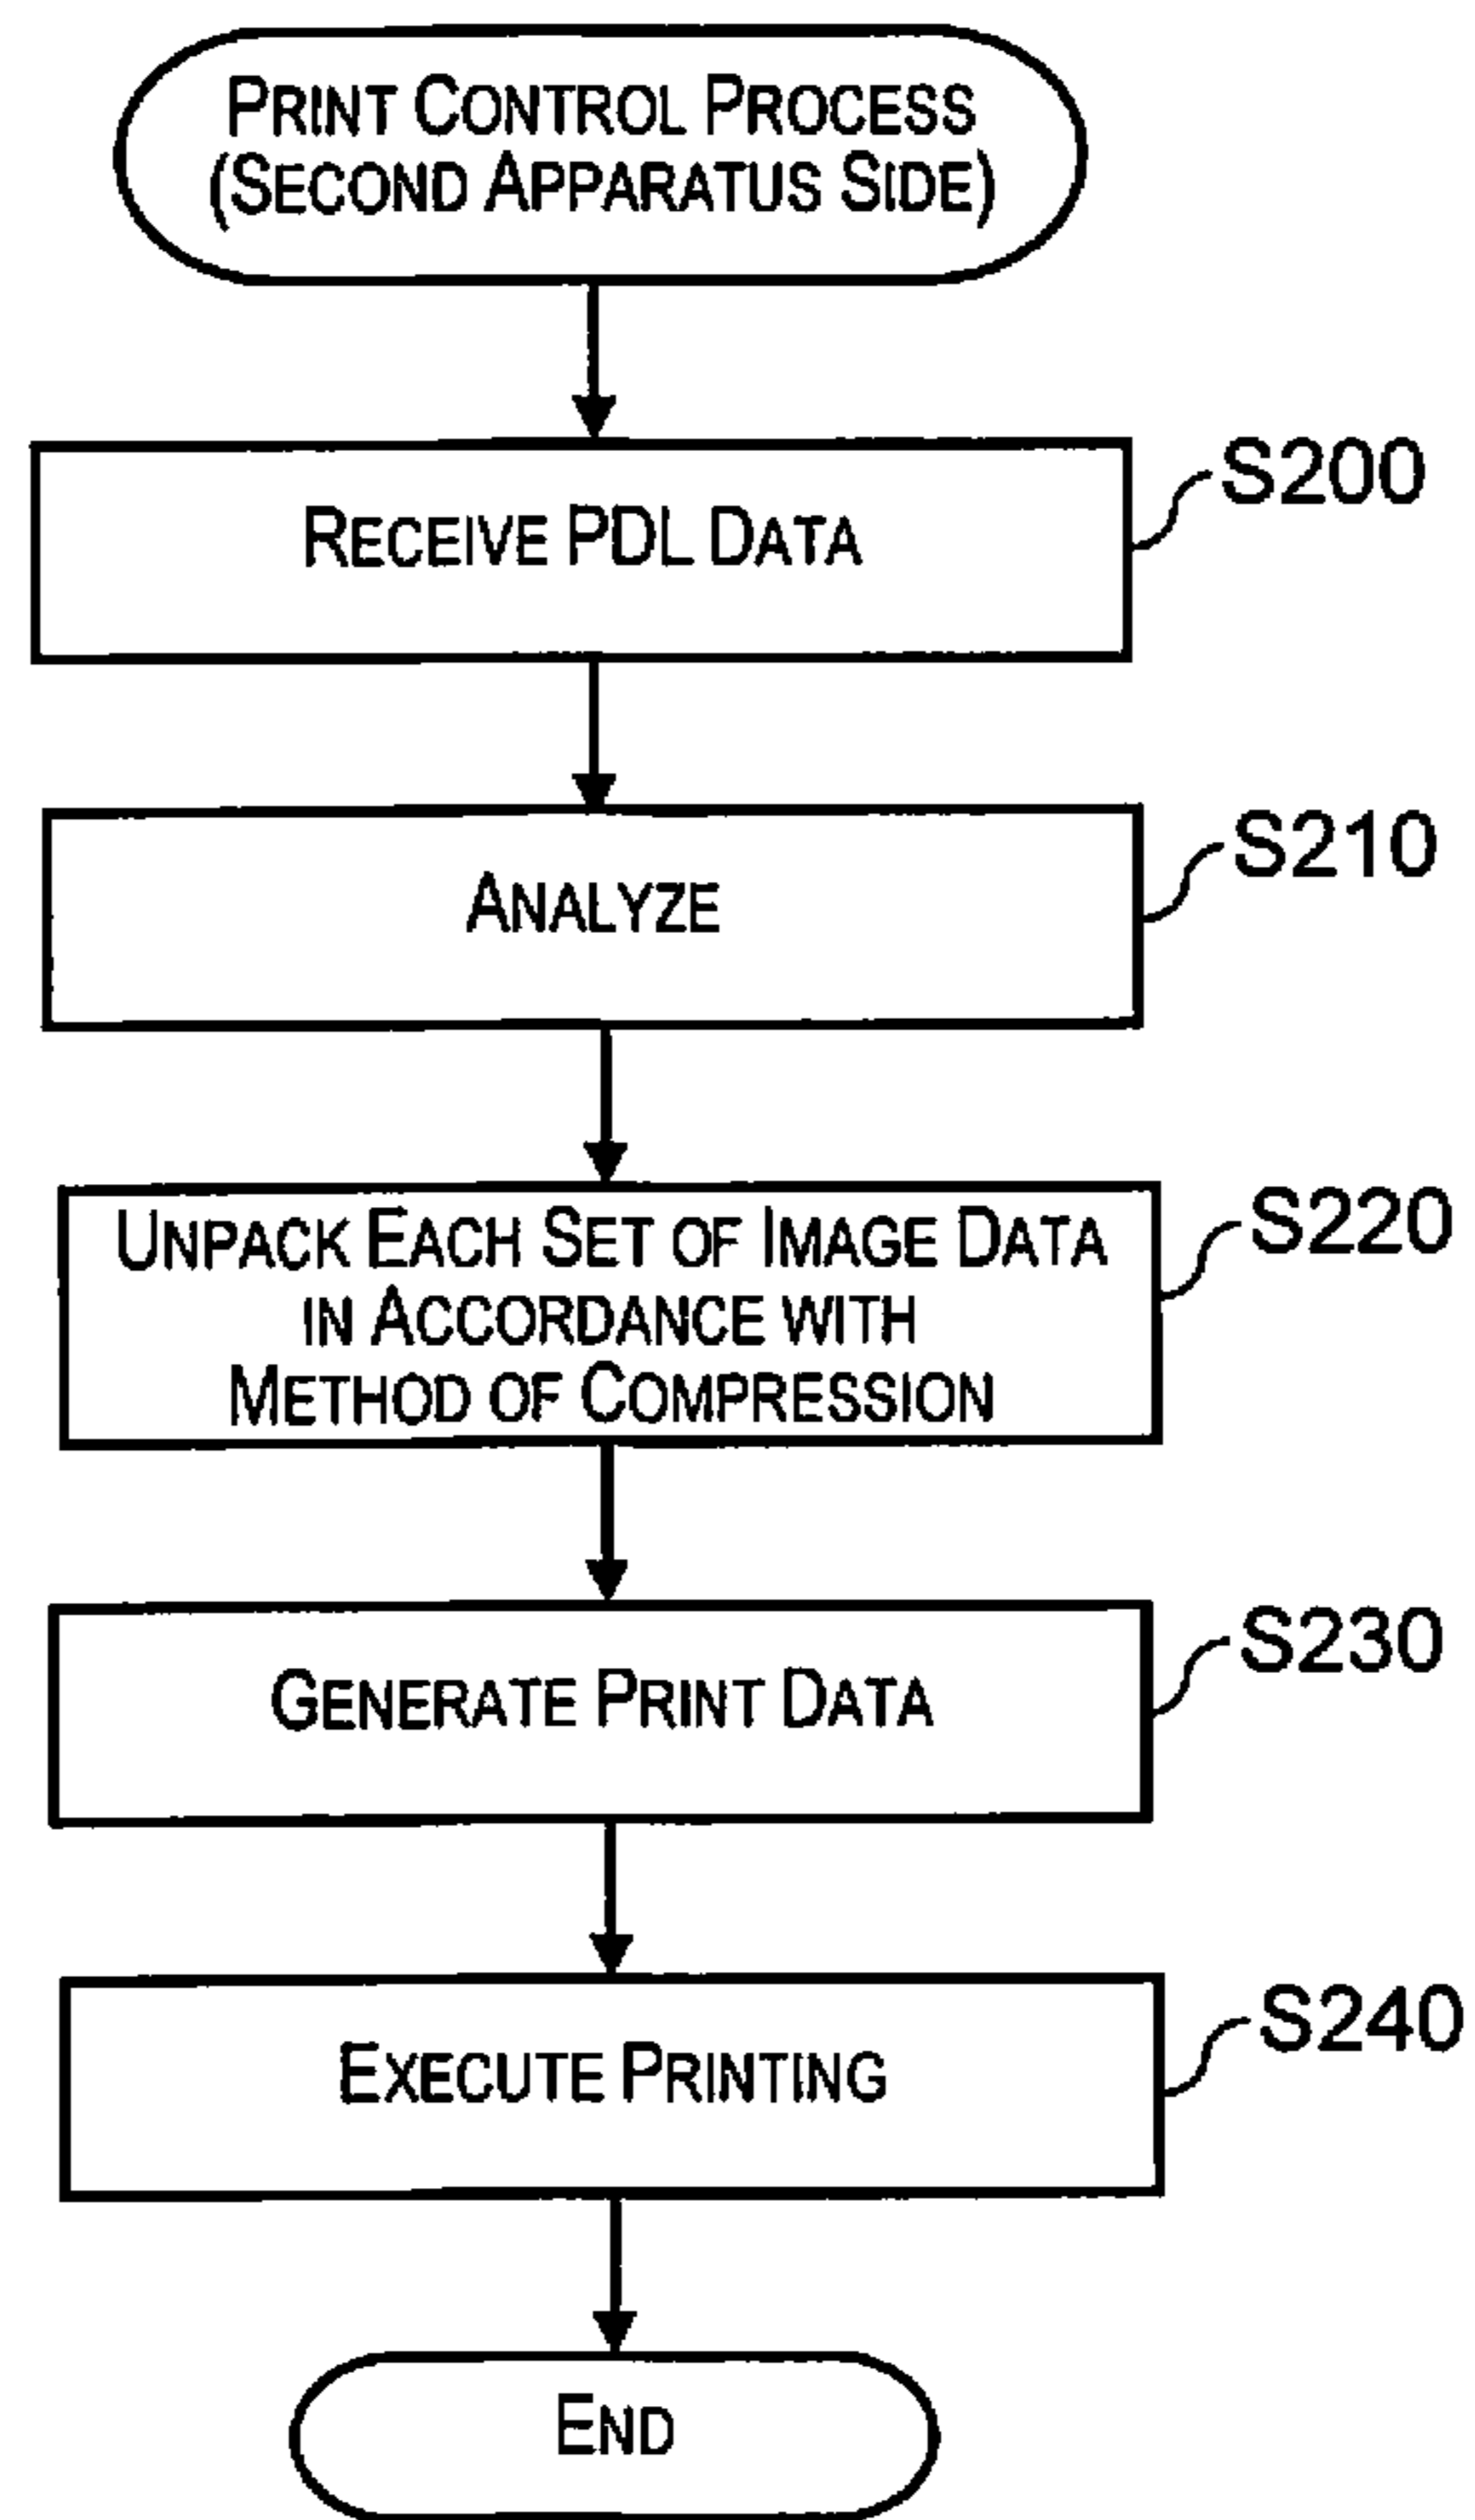 PRINT CONTROL PROCESS
(SECOND APPARATUS SIDE)
RECEIVE PDL DATA
S200
ANALYZE
S210
UNPACK EACH SET OF IMAGE DATA
IN ACCORDANCE WITH
METHOD OF COMPRESSION
S220
GENERATE PRINT DATA
S230
EXECUTE PRINTING
S240
END